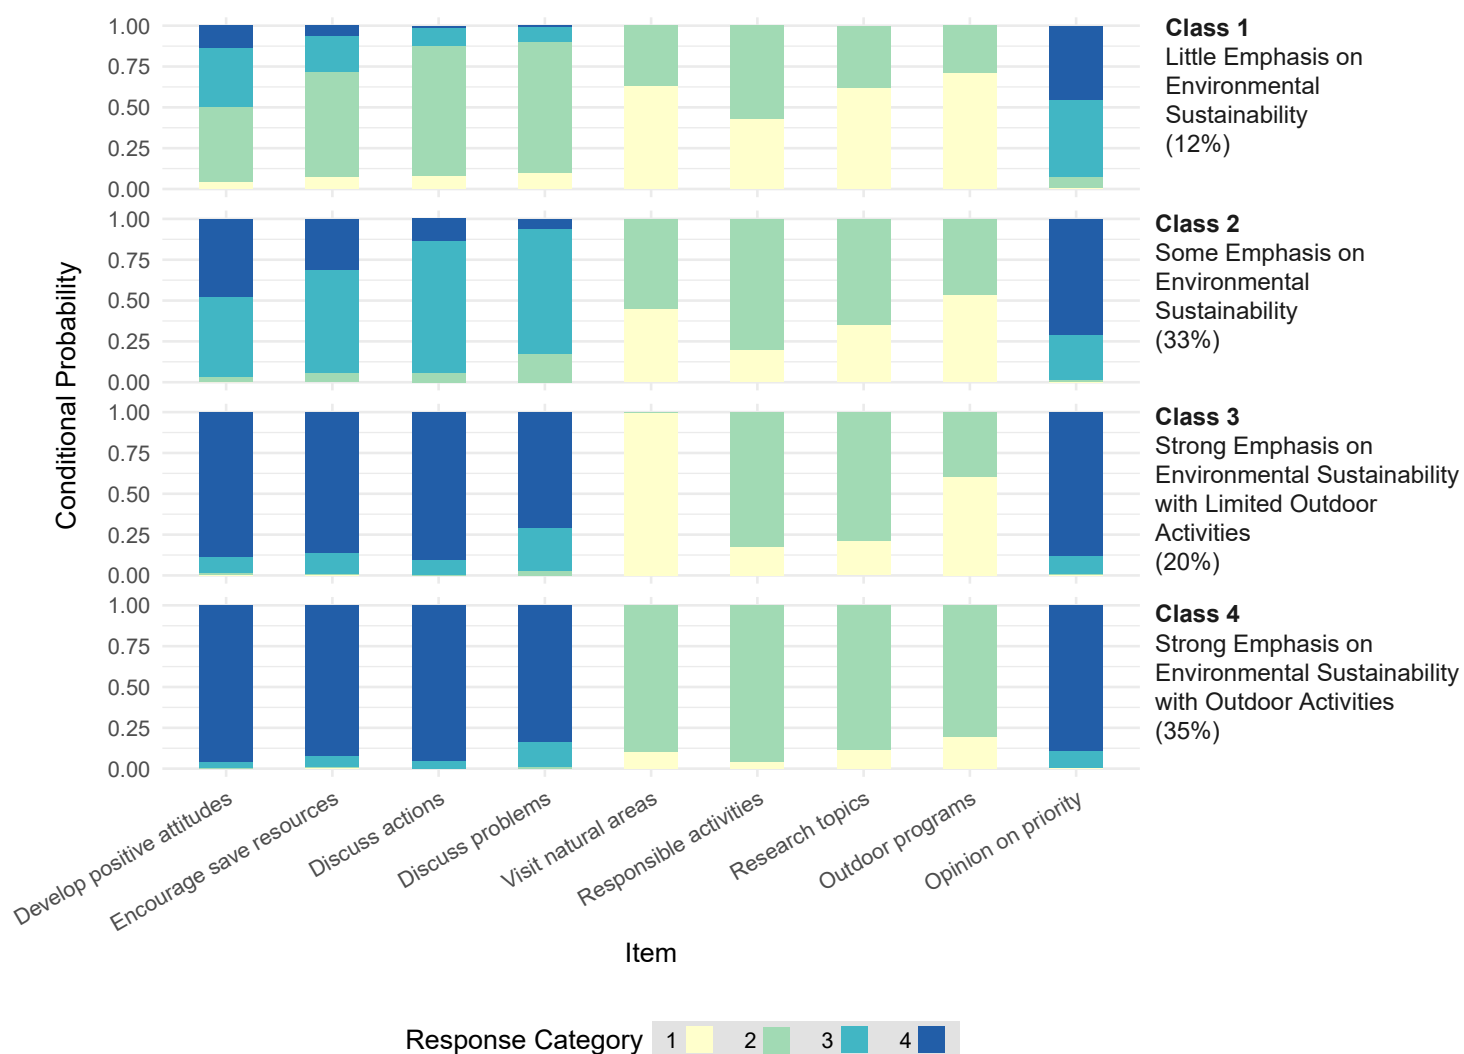 Conditional Probability
1.00
0.75
0.50
0.25
0.00
Class 1
Little Emphasis on
Environmental
Sustainability
(12%)
1.00
0.75
0.50
0.25
0.00
Class 2
Some Emphasis on
Environmental
Sustainability
(33%)
1.00
0.75
0.50
0.25
0.00
Class 3
Strong Emphasis on
Environmental Sustainability
with Limited Outdoor
Activities
(20%)
1.00
0.75
0.50
0.25
0.00
Class 4
Strong Emphasis on
Environmental Sustainability
with Outdoor Activities
(35%)
Develop positive attitudes
Encourage save resources
Discuss actions
Discuss problems
Visit natural areas
Responsible activities
Research topics
Outdoor programs
Opinion on priority
Item
Response Category 1 2 3 4